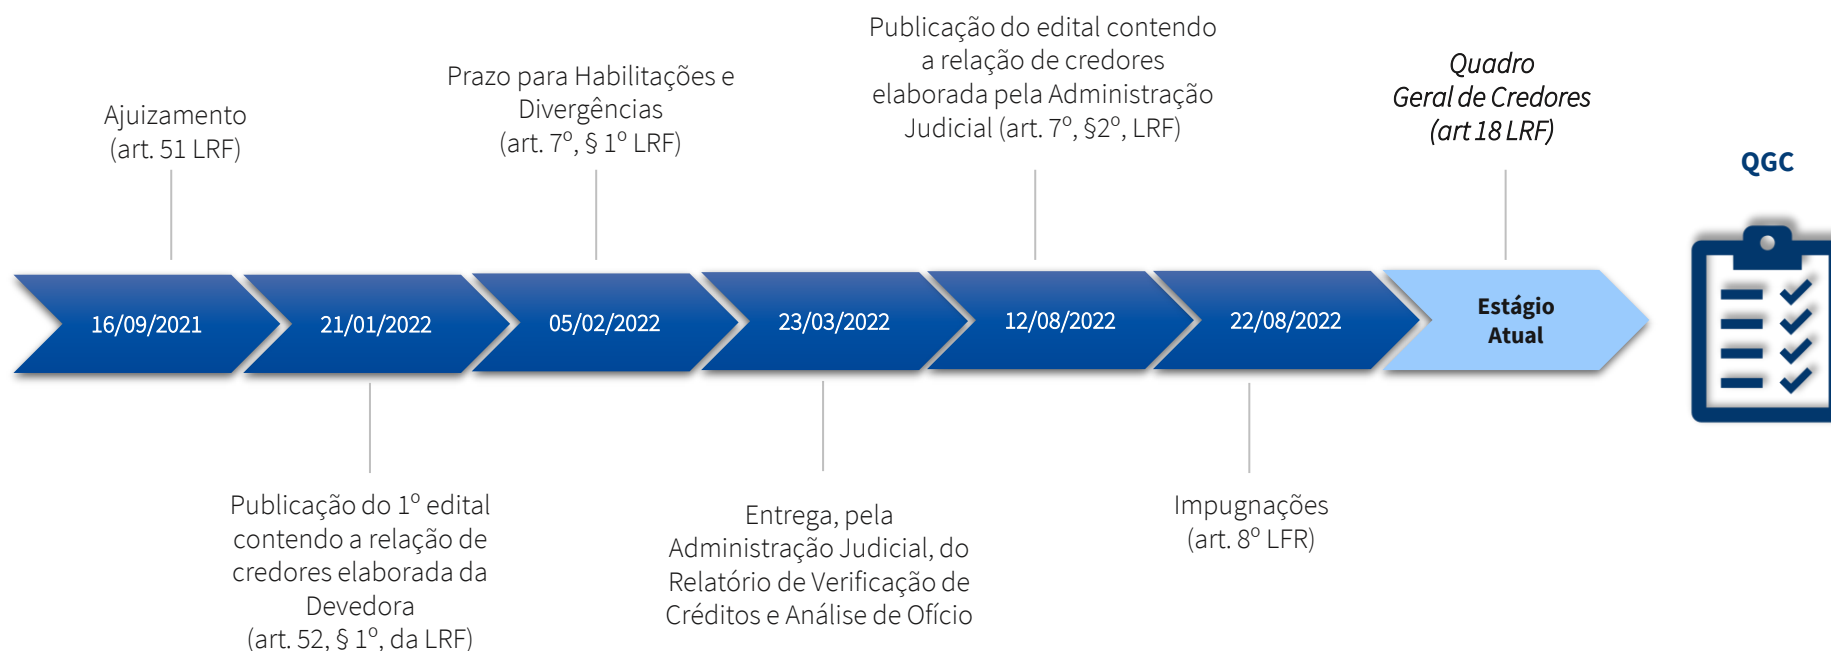 Ajuizamento
(art. 51 LRF)
Prazo para Habilitações e
Divergências
(art. 7º, § 1º LRF)
Publicação do edital contendo
a relação de credores
elaborada pela Administração
Judicial (art. 7º, §2º, LRF)
Quadro
Geral de Credores
(art 18 LRF)
QGC
16/09/2021
21/01/2022
05/02/2022
23/03/2022
12/08/2022
22/08/2022
Estágio
Atual
Publicação do 1º edital
contendo a relação de
credores elaborada da
Devedora
(art. 52, § 1º, da LRF)
Entrega, pela
Administração Judicial, do
Relatório de Verificação de
Créditos e Análise de Ofício
Impugnações
(art. 8º LFR)